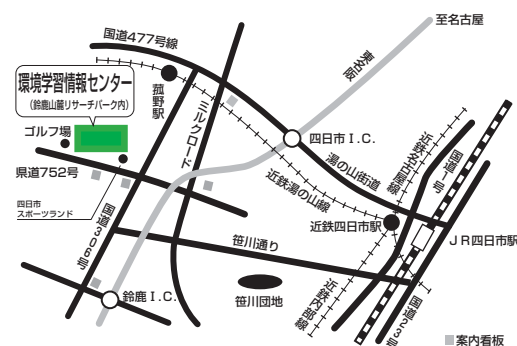 国道477号線
至名古屋
環境学習情報センター
（鈴鹿山麓リサーチパーク内）
菰野駅
東名阪
ミルクロード
ゴルフ場
四日市I.C.
県道752号
湯の山街道
近鉄湯の山線
近鉄名古屋線
国道1号
四日市
スポーツランド
国道306号
近鉄四日市駅
JR四日市駅
笹川通り
鈴鹿I.C.
笹川団地
近鉄内部線
国道23号
案内看板